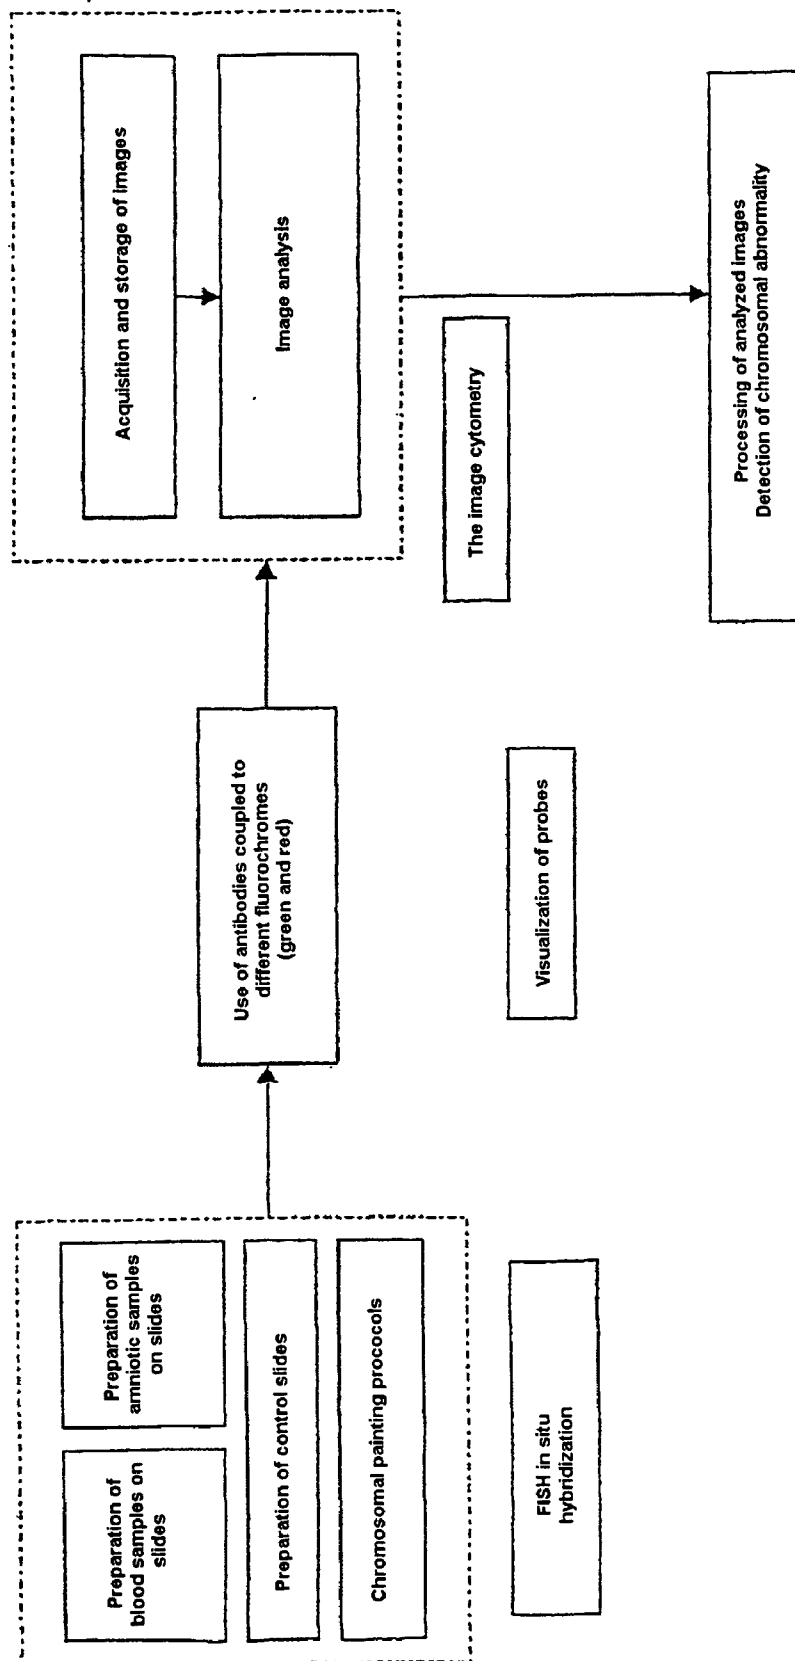 Preparation of
blood samples on
slides
Preparation of
amniotic samples
on slides
Preparation of control slides
Chromosomal painting prococols
FISH in situ
hybridization
Use of antibodies coupled to
different fluorochromes
(green and red)
Visualization of probes
Acquisition and storage of images
Image analysis
The image cytometry
Processing of analyzed images
Detection of chromosomal abnormality